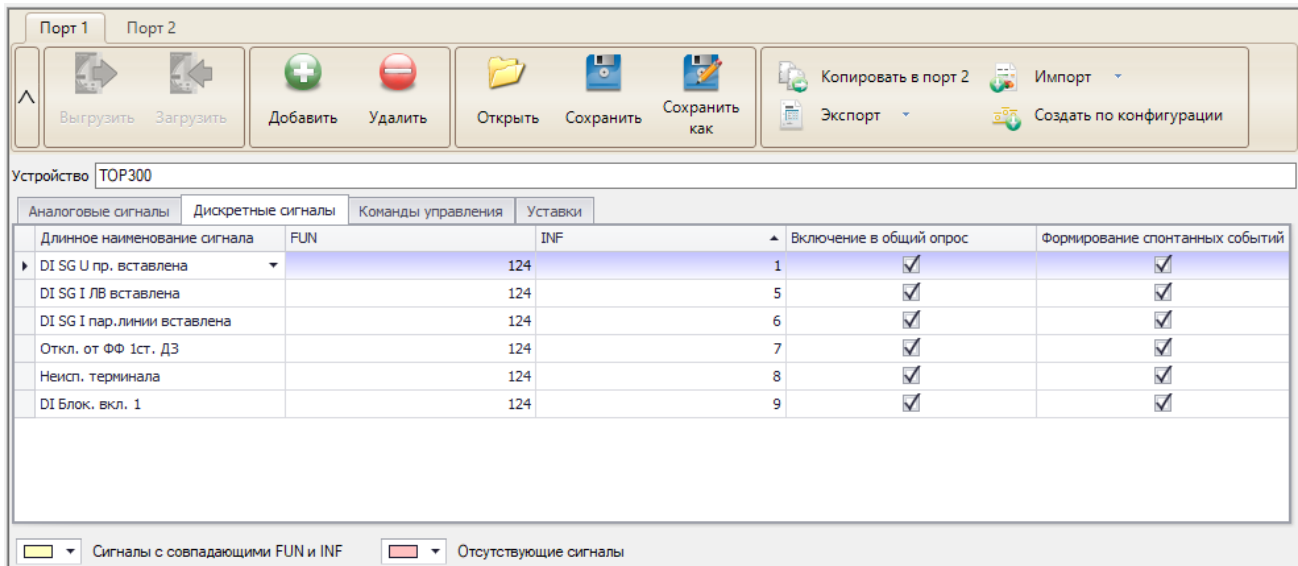 Порт 1 Порт 2
Выгрузить Загрузить Добавить Удалить Открыть Сохранить Сохранить как
Копировать в порт 2 Импорт
Экспорт Создать по конфигурации
Устройство ТОР300
Аналоговые сигналы Дискретные сигналы Команды управления Уставки
Длинное наименование сигнала FUN INF Включение в общий опрос Формирование спонтанных событий
DI SG U пр. вставлена 124 1
DI SG I ЛВ вставлена 124 5
DI SG I пар.линии вставлена 124 6
Откл. от ФФ 1ст. ДЗ 124 7
Неисп. терминала 124 8
DI Блок. вкл. 1 124 9
Сигналы с совпадающими FUN и INF Отсутствующие сигналы